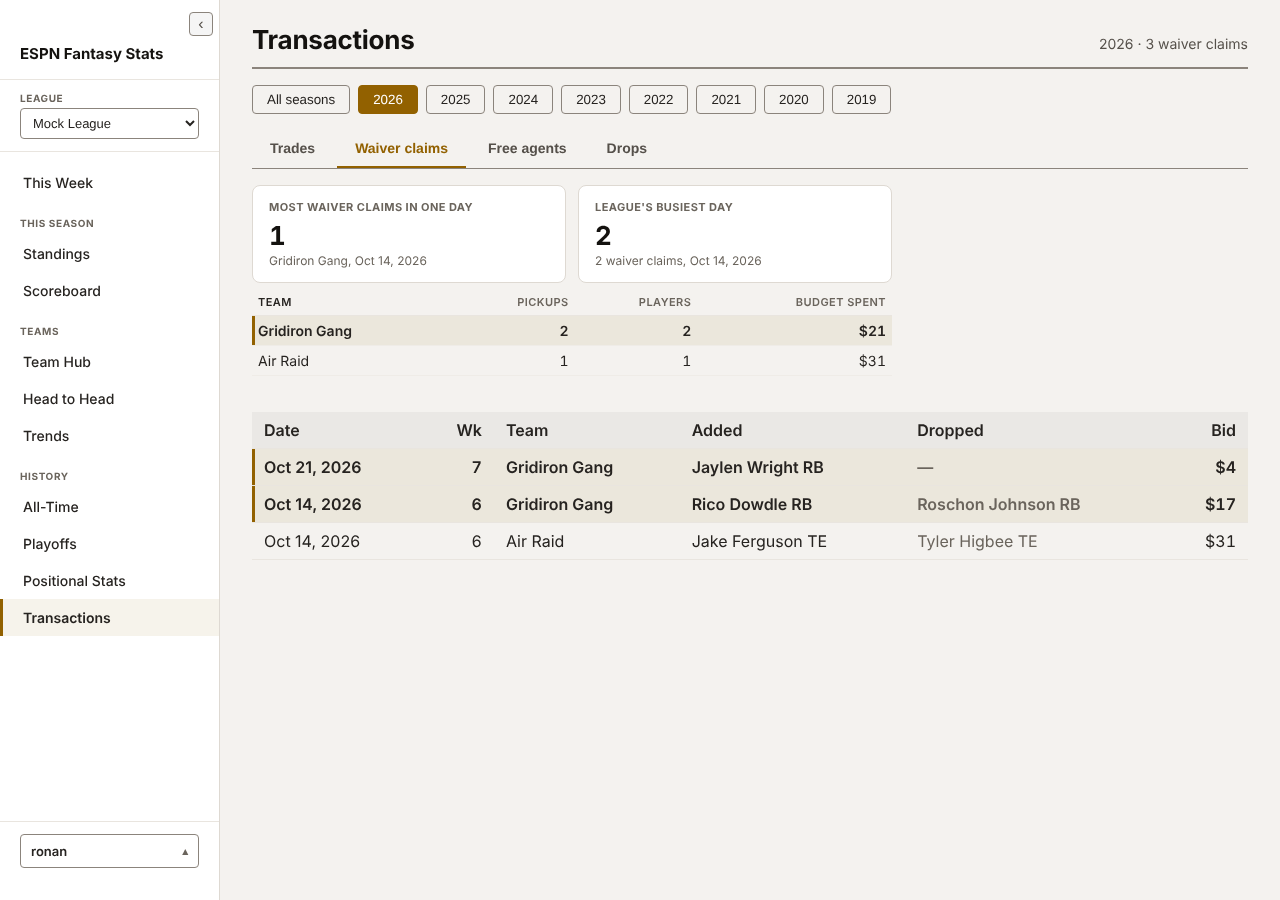 ‹
ESPN Fantasy Stats
LEAGUE
Mock League
This Week
THIS SEASON
Standings
Scoreboard
TEAMS
Team Hub
Head to Head
Trends
HISTORY
All-Time
Playoffs
Positional Stats
Transactions
ronan ▲
Transactions
2026 · 3 waiver claims
All seasons 2026 2025 2024 2023 2022 2021 2020 2019
Trades Waiver claims Free agents Drops
MOST WAIVER CLAIMS IN ONE DAY
1
Gridiron Gang, Oct 14, 2026
LEAGUE'S BUSIEST DAY
2
2 waiver claims, Oct 14, 2026
TEAM PICKUPS PLAYERS BUDGET SPENT
Gridiron Gang 2 2 $21
Air Raid 1 1 $31
Date Wk Team Added Dropped Bid
Oct 21, 2026 7 Gridiron Gang Jaylen Wright RB — $4
Oct 14, 2026 6 Gridiron Gang Rico Dowdle RB Roschon Johnson RB $17
Oct 14, 2026 6 Air Raid Jake Ferguson TE Tyler Higbee TE $31